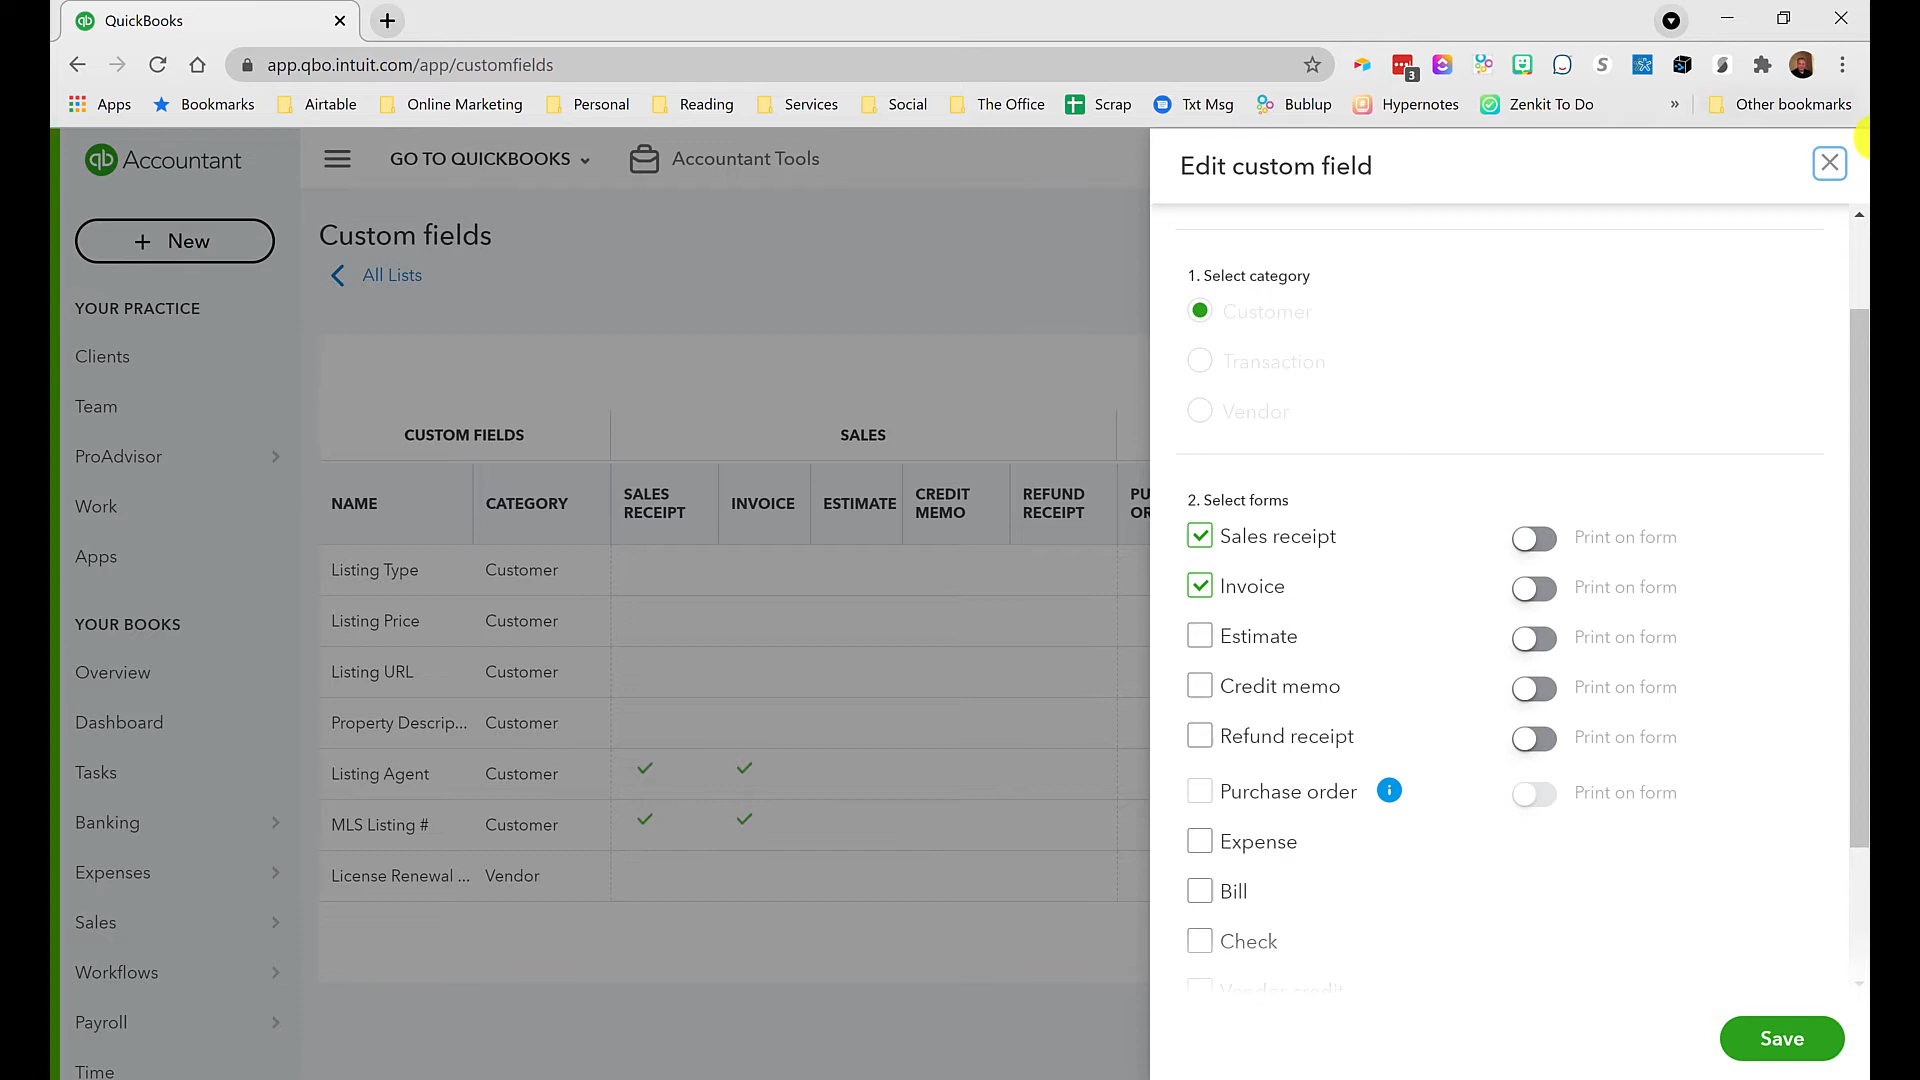 QuickBooks
app.qbo.intuit.com/app/customfields
3
Apps
Bookmarks
Airtable
Online Marketing
Personal
Reading
Services
Social
The Office
Scrap
Txt Msg
Bublup
Hypernotes
Zenkit To Do
»
Other bookmarks
qb Accountant
GO TO QUICKBOOKS
Accountant Tools
+ New
YOUR PRACTICE
Clients
Team
ProAdvisor
Work
Apps
YOUR BOOKS
Overview
Dashboard
Tasks
Banking
Expenses
Sales
Workflows
Payroll
Time
Custom fields
All Lists
CUSTOM FIELDS
SALES
NAME
CATEGORY
SALES
RECEIPT
INVOICE
ESTIMATE
CREDIT
MEMO
REFUND
RECEIPT
PU
OR
Listing Type Customer
Listing Price Customer
Listing URL Customer
Property Descrip... Customer
Listing Agent Customer
MLS Listing # Customer
License Renewal ... Vendor
Edit custom field
1. Select category
Customer
Transaction
Vendor
2. Select forms
Sales receipt Print on form
Invoice Print on form
Estimate Print on form
Credit memo Print on form
Refund receipt Print on form
Purchase order i Print on form
Expense
Bill
Check
Vendor credit
Save